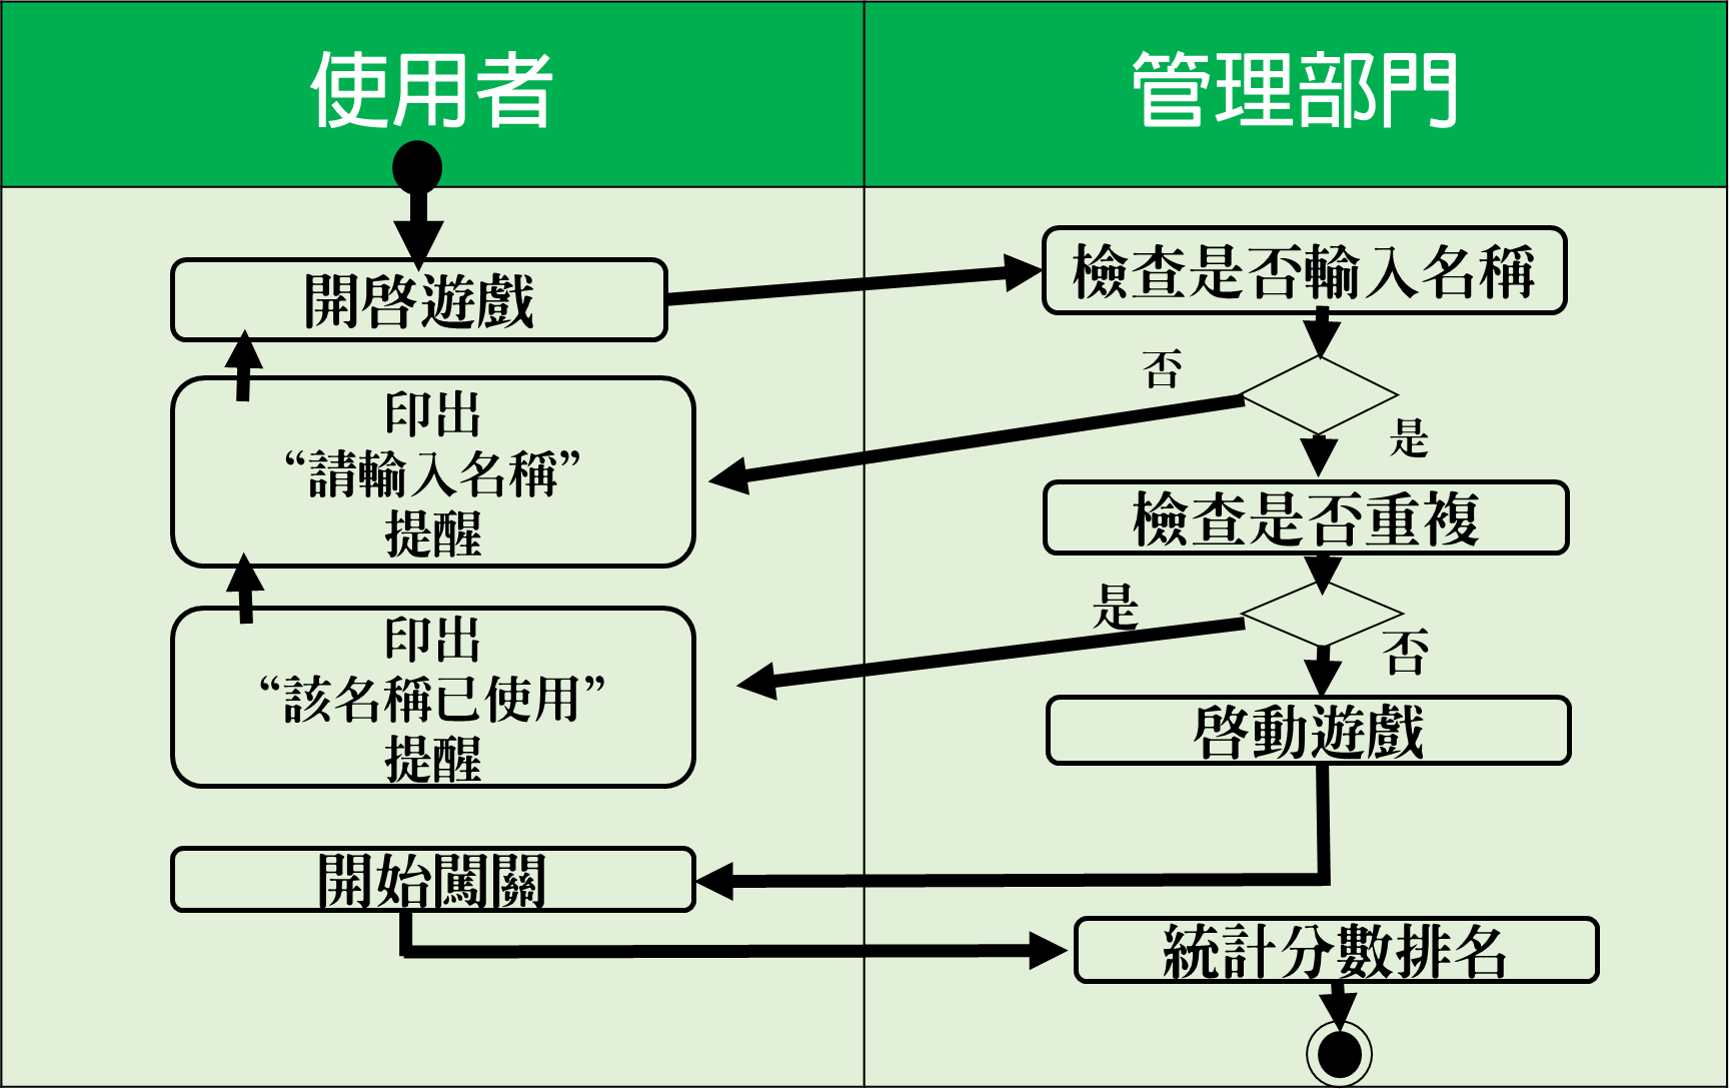 使用者
管理部門
開啓遊戲
檢查是否輸入名稱
否
印出
“請輸入名稱”
提醒
是
檢查是否重複
是
印出
“該名稱已使用”
提醒
否
啓動遊戲
開始闖關
統計分數排名